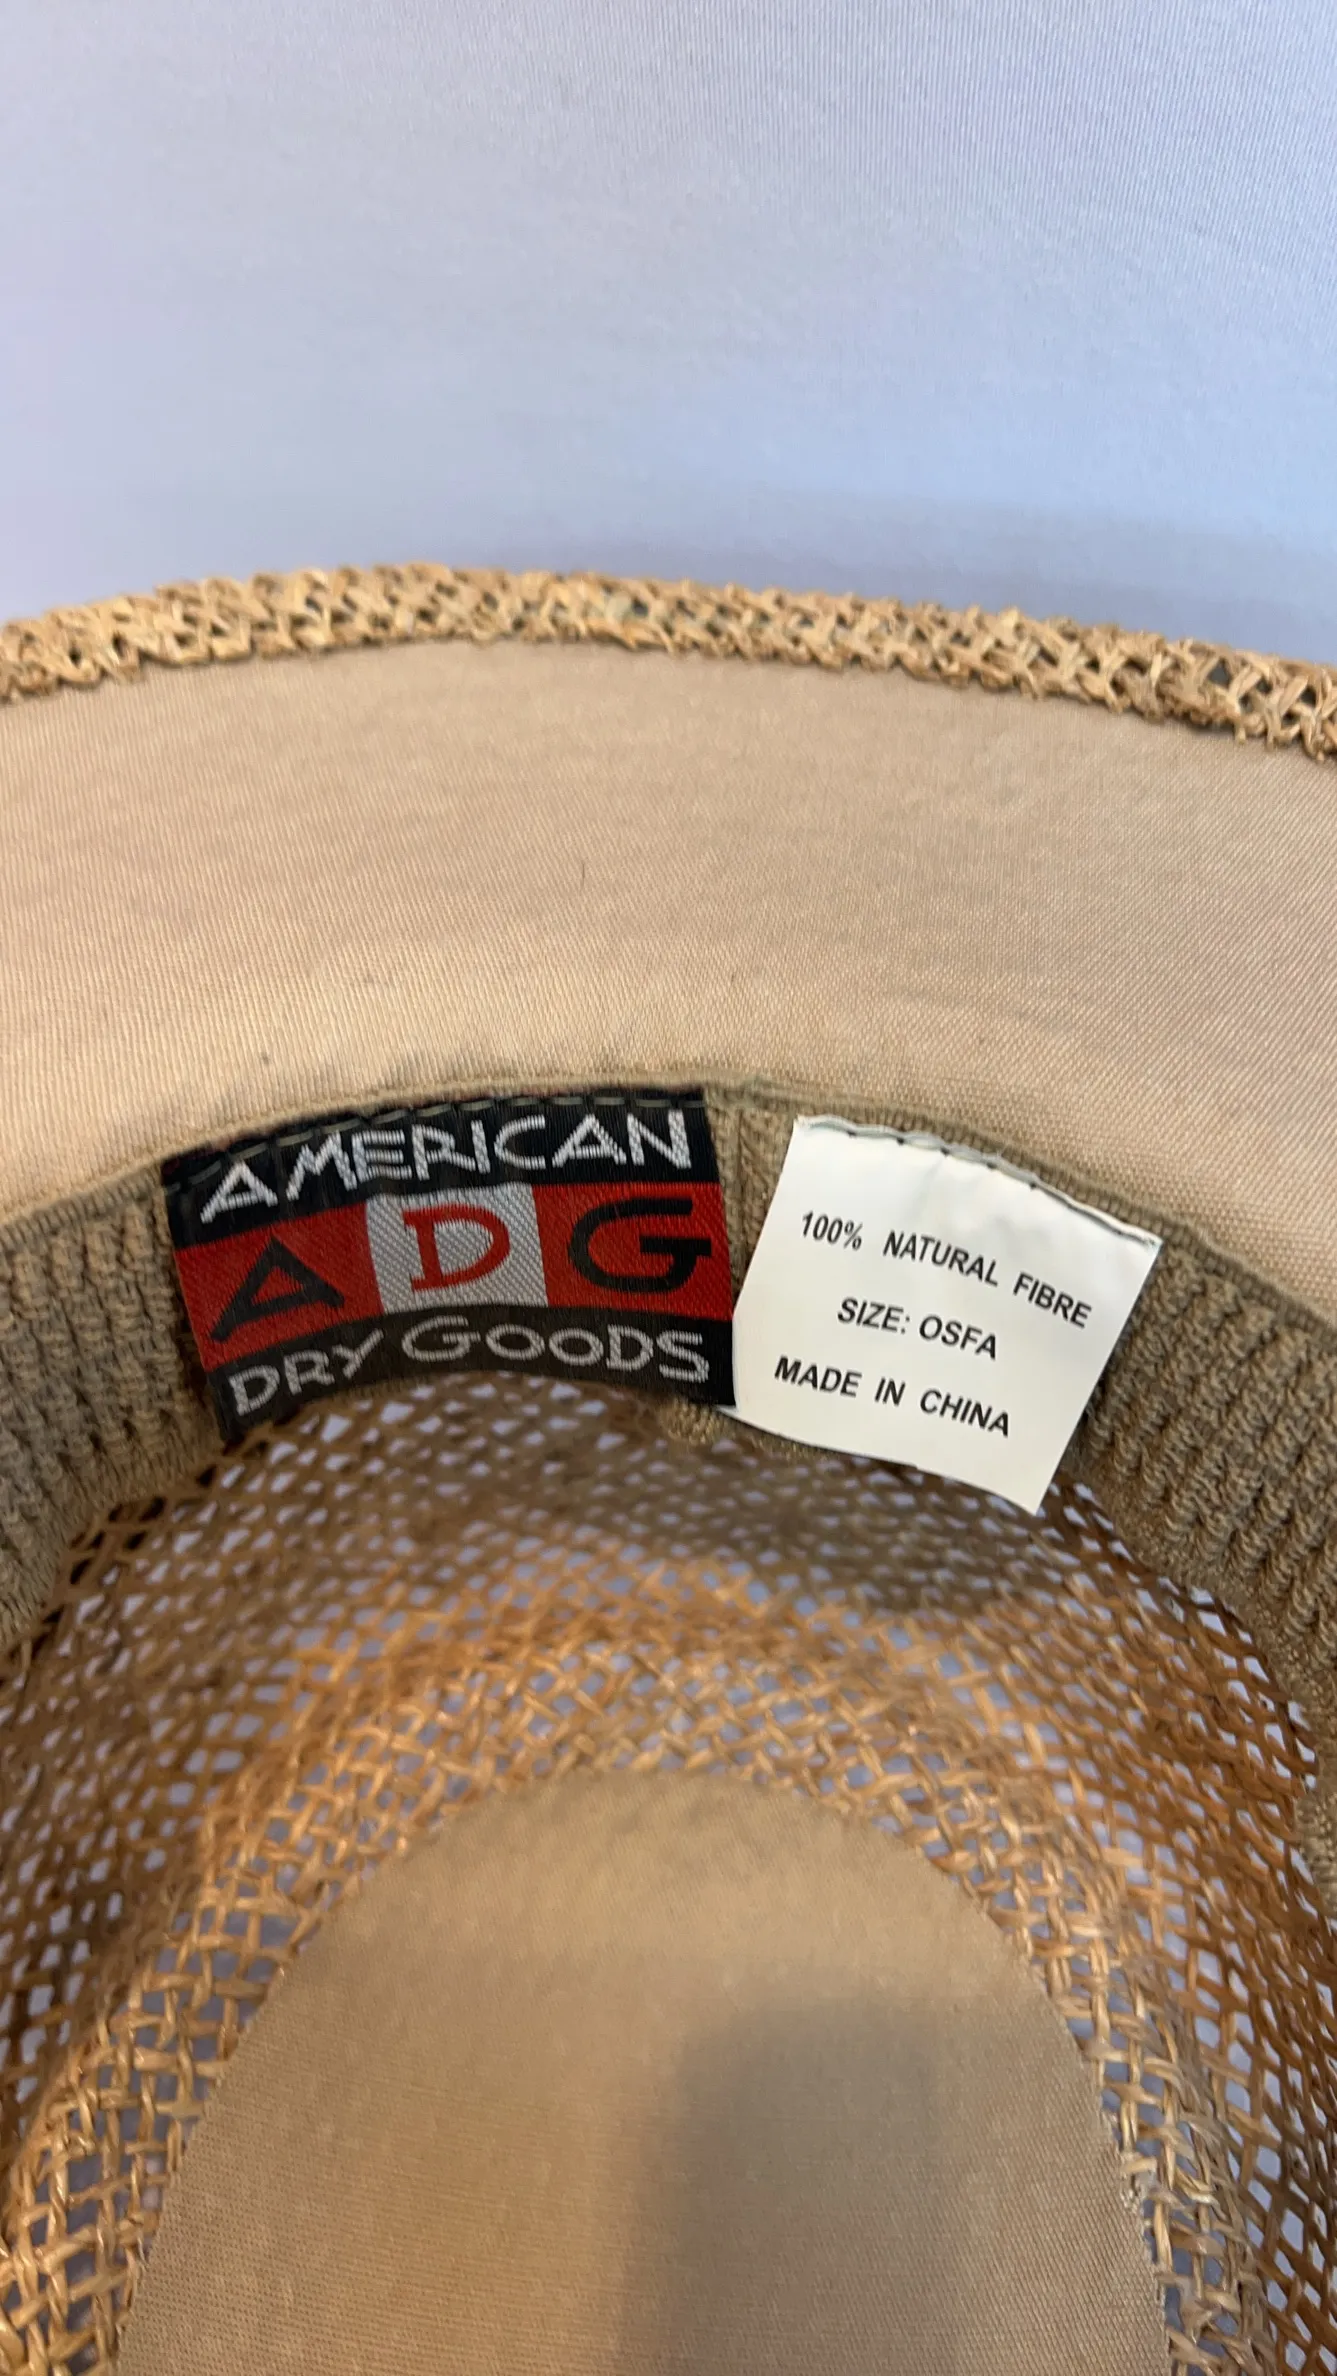 AMERICAN
ADG
DRY GOODS
100% NATURAL FIBRE
SIZE: OSFA
MADE IN CHINA